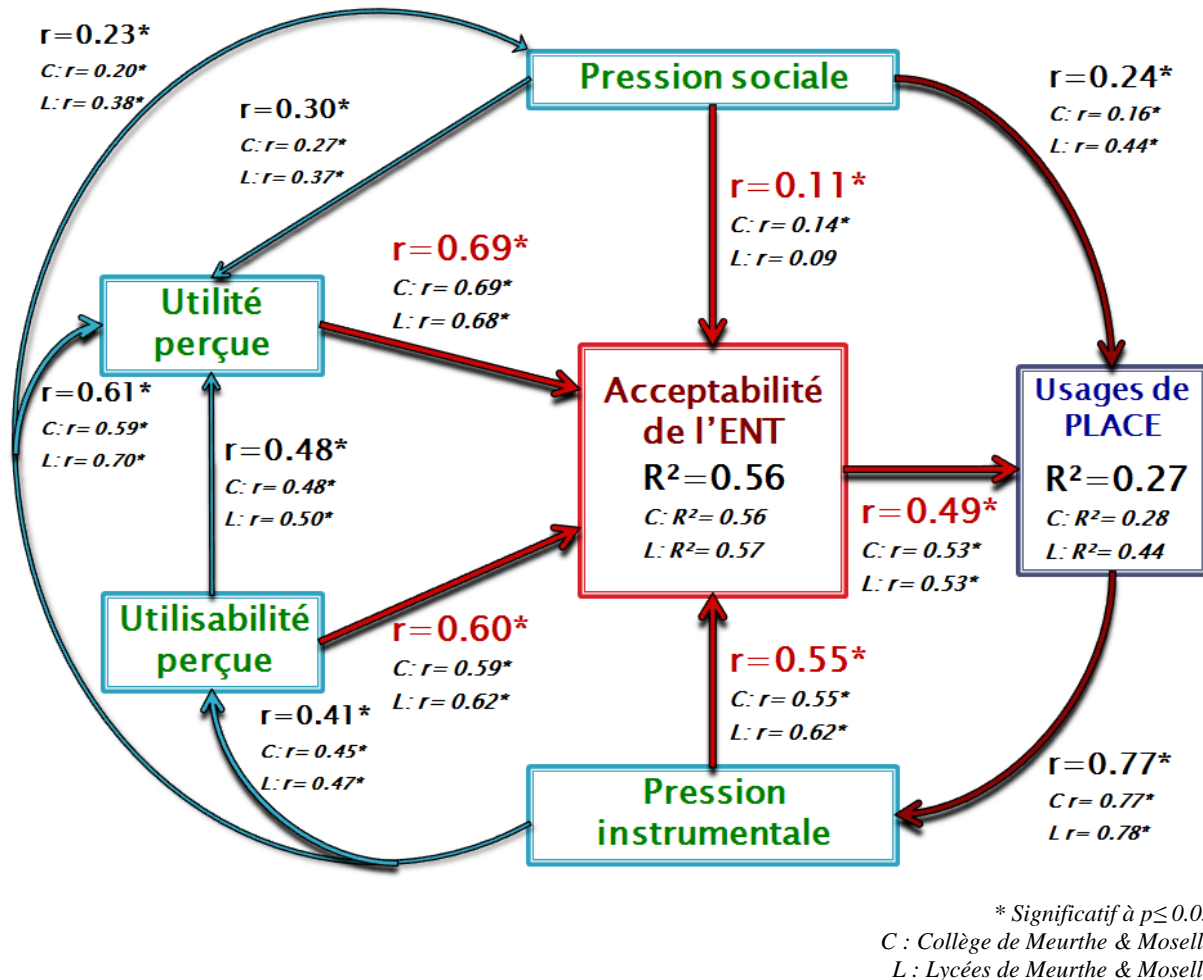 r=0.23*
C: r= 0.20*
L: r= 0.38*
Pression sociale
r=0.24*
C: r= 0.16*
L: r= 0.44*
r=0.30*
C: r= 0.27*
L: r= 0.37*
r=0.11*
C: r= 0.14*
L: r= 0.09
r=0.69*
C: r= 0.69*
L: r= 0.68*
Utilité
perçue
r=0.61*
C: r= 0.59*
L: r= 0.70*
r=0.48*
C: r= 0.48*
L: r= 0.50*
Acceptabilité
de l'ENT
R²=0.56
C: R²= 0.56
L: R²= 0.57
Usages de
PLACE
R²=0.27
C: R²= 0.28
L: R²= 0.44
r=0.49*
C: r= 0.53*
L: r= 0.53*
Utilisabilité
perçue
r=0.60*
C: r= 0.59*
L: r= 0.62*
r=0.55*
C: r= 0.55*
L: r= 0.62*
r=0.41*
C: r= 0.45*
L: r= 0.47*
Pression
instrumentale
r=0.77*
C r= 0.77*
L r= 0.78*
* Significatif à p≤ 0.0
C : Collège de Meurthe & Mosell
L : Lycées de Meurthe & Mosell